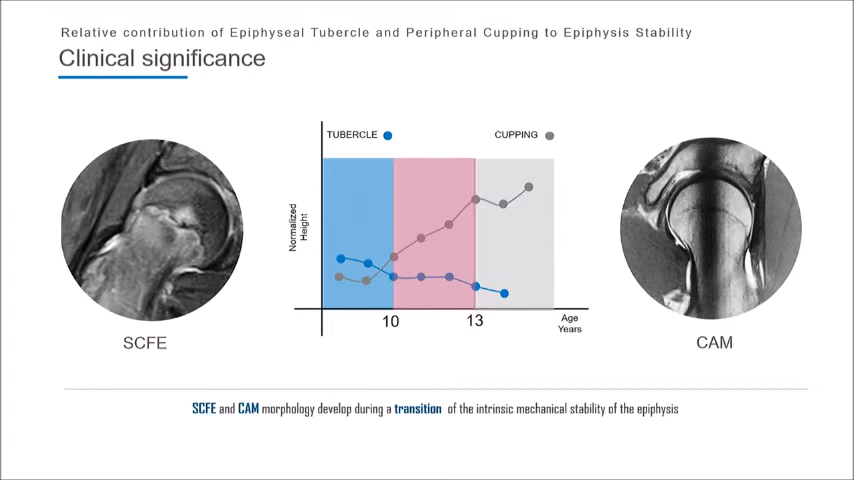 Relative contribution of Epiphyseal Tubercle and Peripheral Cupping to Epiphysis Stability
Clinical significance
TUBERCLE
CUPPING
Normalized
Height
10
13
Age
Years
SCFE
CAM
SCFE and CAM morphology develop during a transition of the intrinsic mechanical stability of the epiphysis